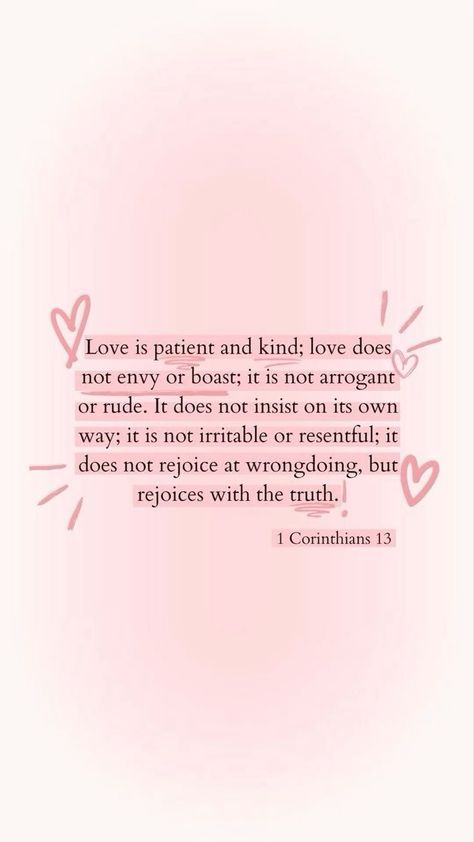 Love is patient and kind; love does
not envy or boast; it is not arrogant
or rude. It does not insist on its own
way; it is not irritable or resentful; it
does not rejoice at wrongdoing, but
rejoices with the truth.
1 Corinthians 13